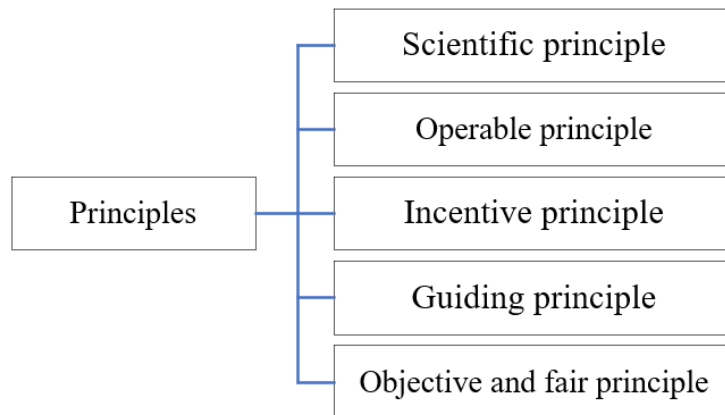 Scientific principle
Operable principle
Principles
Incentive principle
Guiding principle
Objective and fair principle